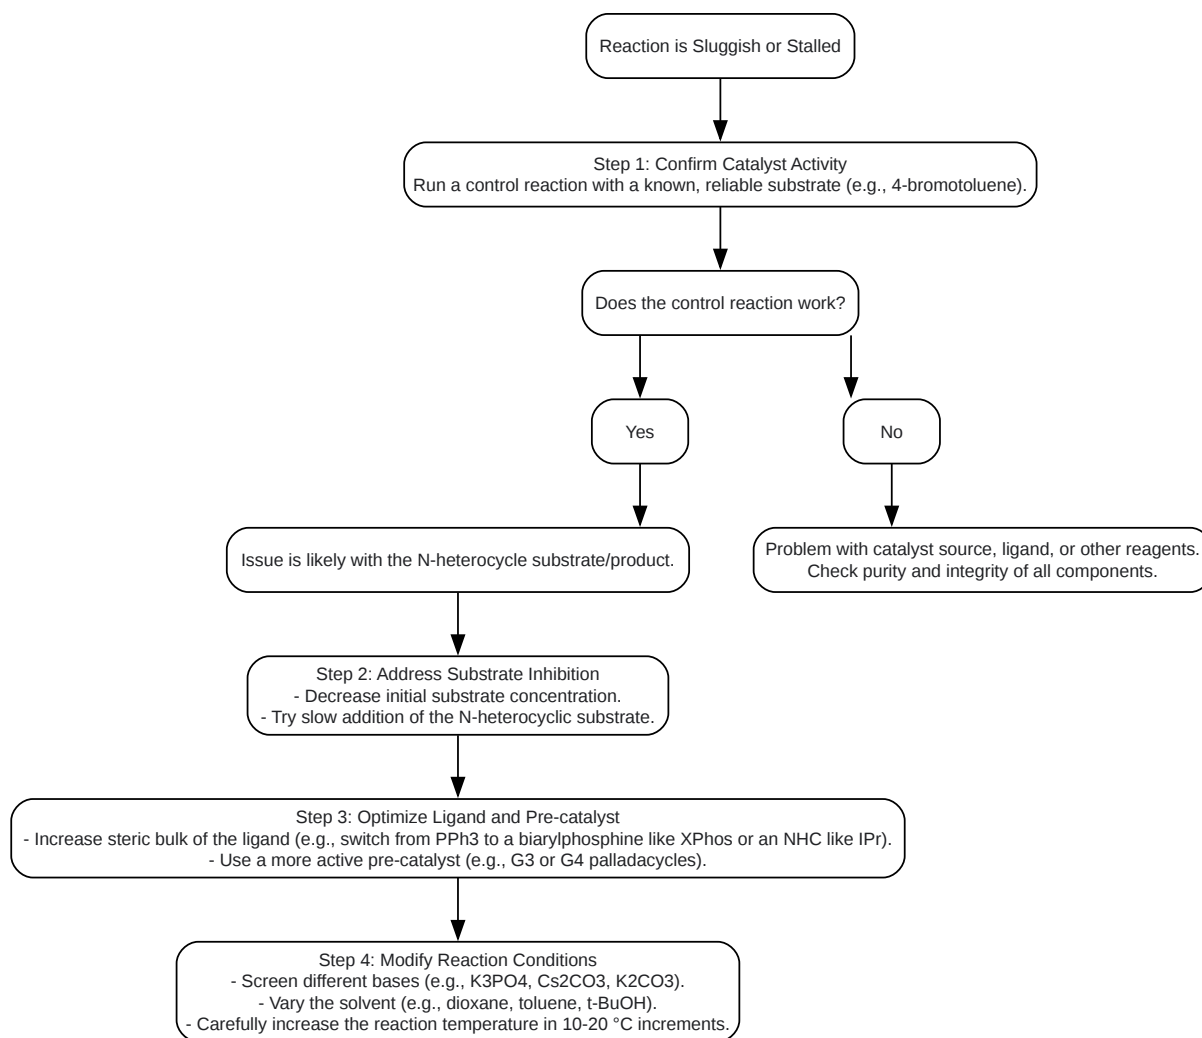 Reaction is Sluggish or Stalled
Step 1: Confirm Catalyst Activity
Run a control reaction with a known, reliable substrate (e.g., 4-bromotoluene).
Does the control reaction work?
Yes
No
Issue is likely with the N-heterocycle substrate/product.
Problem with catalyst source, ligand, or other reagents.
Check purity and integrity of all components.
Step 2: Address Substrate Inhibition
- Decrease initial substrate concentration.
- Try slow addition of the N-heterocyclic substrate.
Step 3: Optimize Ligand and Pre-catalyst
- Increase steric bulk of the ligand (e.g., switch from PPh3 to a biarylphosphine like XPhos or an NHC like IPr).
- Use a more active pre-catalyst (e.g., G3 or G4 palladacycles).
Step 4: Modify Reaction Conditions
- Screen different bases (e.g., K3PO4, Cs2CO3, K2CO3).
- Vary the solvent (e.g., dioxane, toluene, t-BuOH).
- Carefully increase the reaction temperature in 10-20 °C increments.